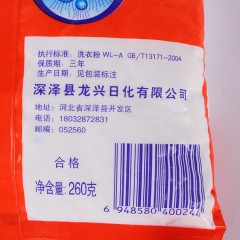 执行标准: 洗衣粉 WL-A GB/T13171-2004
保质期: 三年
生产日期: 见包装标注
深泽县龙兴日化有限公司
地址: 河北省深泽县开发区
电话: 18032872831
邮编: 052560
合格
净含量: 260克
6 948580 400244